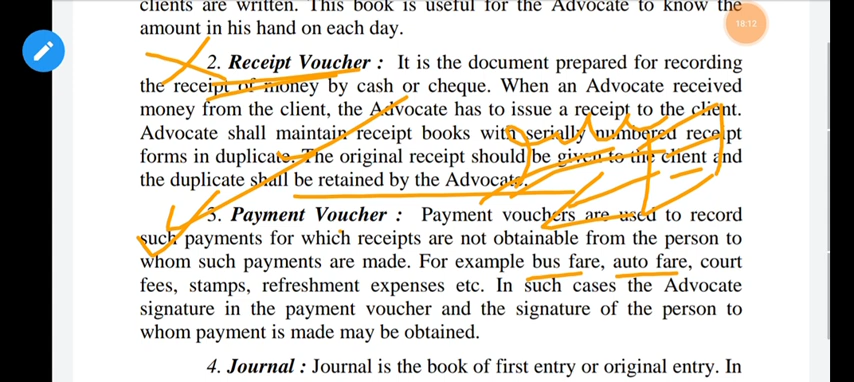 clients are written. This book is useful for the Advocate to know the
18:12
amount in his hand on each day.
2. Receipt Voucher : It is the document prepared for recording
the receipt of money by cash or cheque. When an Advocate received
money from the client, the Advocate has to issue a receipt to the client.
Advocate shall maintain receipt books with serially numbered receipt
forms in duplicate. The original receipt should be given to the client and
the duplicate shall be retained by the Advocate.
3. Payment Voucher : Payment vouchers are used to record
such payments for which receipts are not obtainable from the person to
whom such payments are made. For example bus fare, auto fare, court
fees, stamps, refreshment expenses etc. In such cases the Advocate
signature in the payment voucher and the signature of the person to
whom payment is made may be obtained.
4. Journal : Journal is the book of first entry or original entry. In